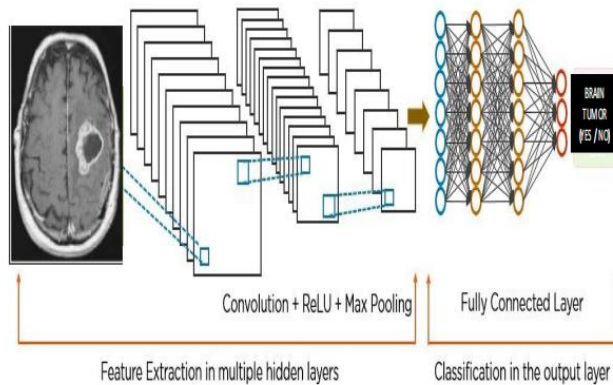 BRAIN
TUMOR
(YES / NO)
Convolution + ReLU + Max Pooling
Fully Connected Layer
Feature Extraction in multiple hidden layers
Classification in the output layer